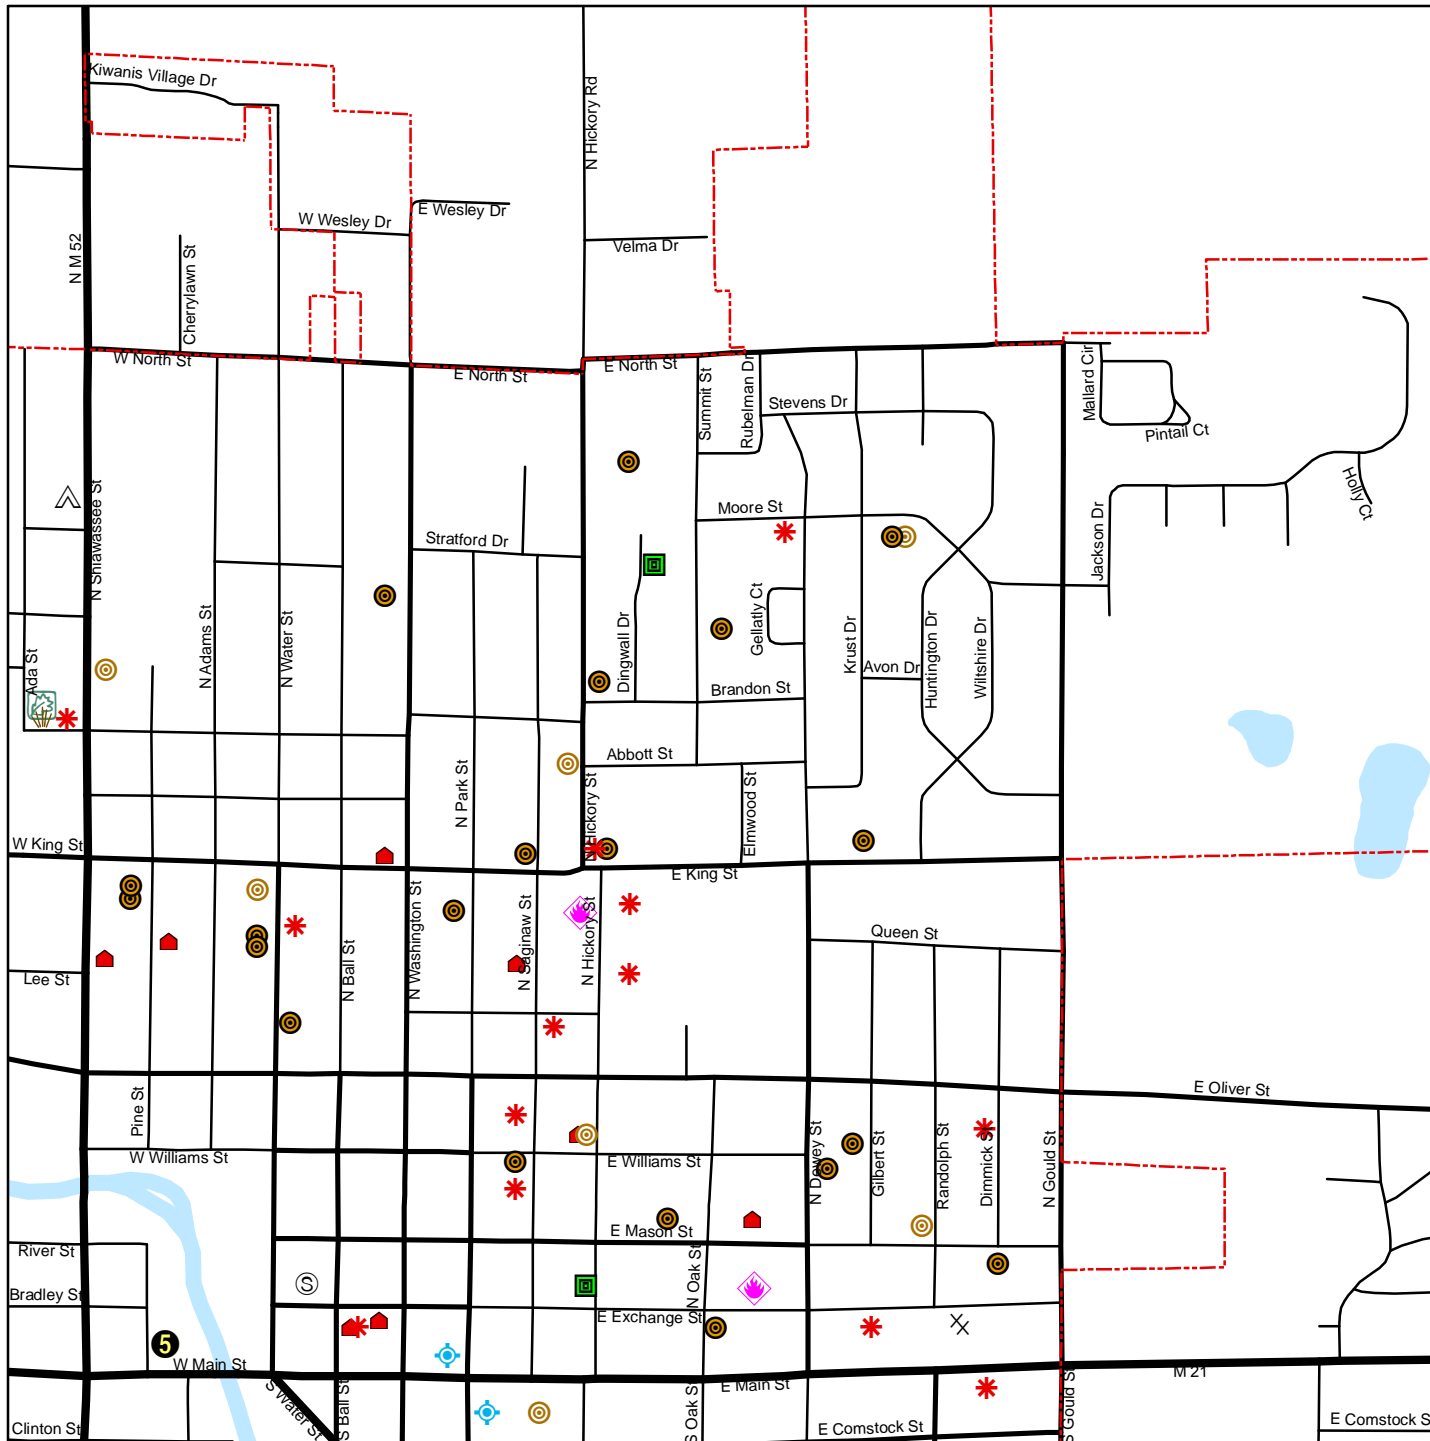 Kiwanis Village Dr
N Hickory Rd
W Wesley Dr
E Wesley Dr
Velma Dr
N M 52
Cherrylawn St
W North St
E North St
E North St
Summit St
Rubelman Dr
Stevens Dr
Mallard Cir
Pintail Ct
Holly Ct
N Shiawassee St
Moore St
Stratford Dr
Jackson Dr
N Adams St
N Water St
Dingwall Dr
Gellatly Ct
Krust Dr
Avon Dr
Huntington Dr
Wiltshire Dr
Ada St
Brandon St
Abbott St
N Park St
N Hickory St
Elmwood St
W King St
E King St
N Washington St
N Saginaw St
N Hickory St
N Ball St
Queen St
Lee St
E Oliver St
Pine St
W Williams St
E Williams St
N Dewey St
Gilbert St
Randolph St
Dimmick St
N Gould St
River St
E Mason St
N Oak St
S
Bradley St
E Exchange St
5
W Main St
M 21
E Main St
S Water St
S Ball St
S Oak St
S Gould St
Clinton St
E Comstock St
E Comstock S